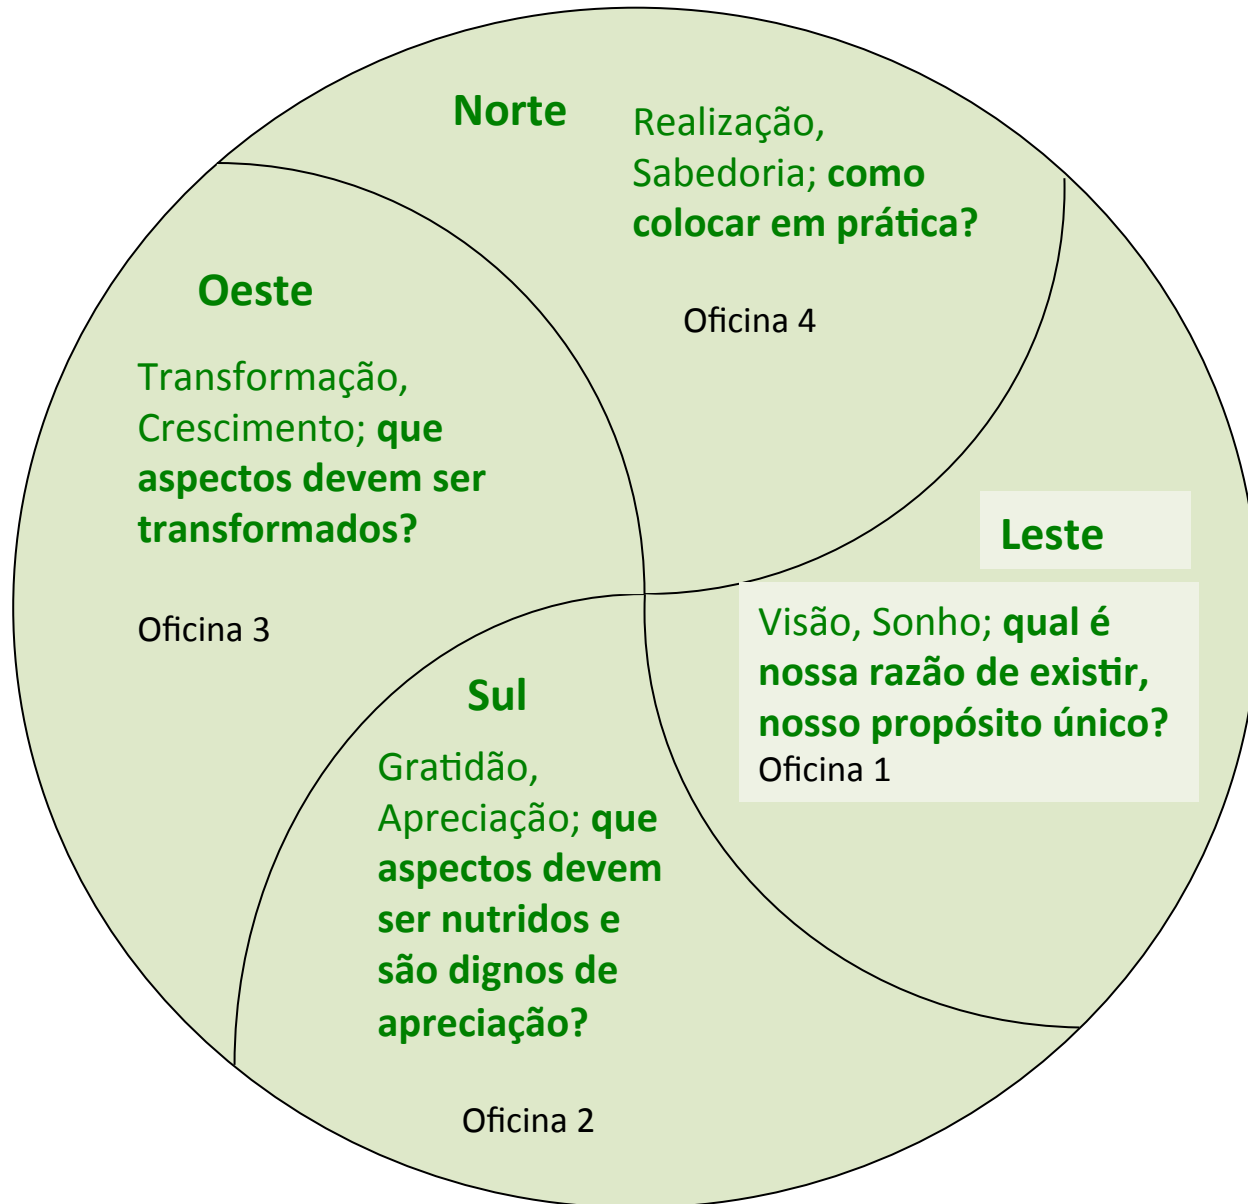 Norte
Realização,
Sabedoria; como
colocar em prática?
Oficina 4
Oeste
Transformação,
Crescimento; que
aspectos devem ser
transformados?
Oficina 3
Leste
Visão, Sonho; qual é
nossa razão de existir,
nosso propósito único?
Oficina 1
Sul
Gratidão,
Apreciação; que
aspectos devem
ser nutridos e
são dignos de
apreciação?
Oficina 2